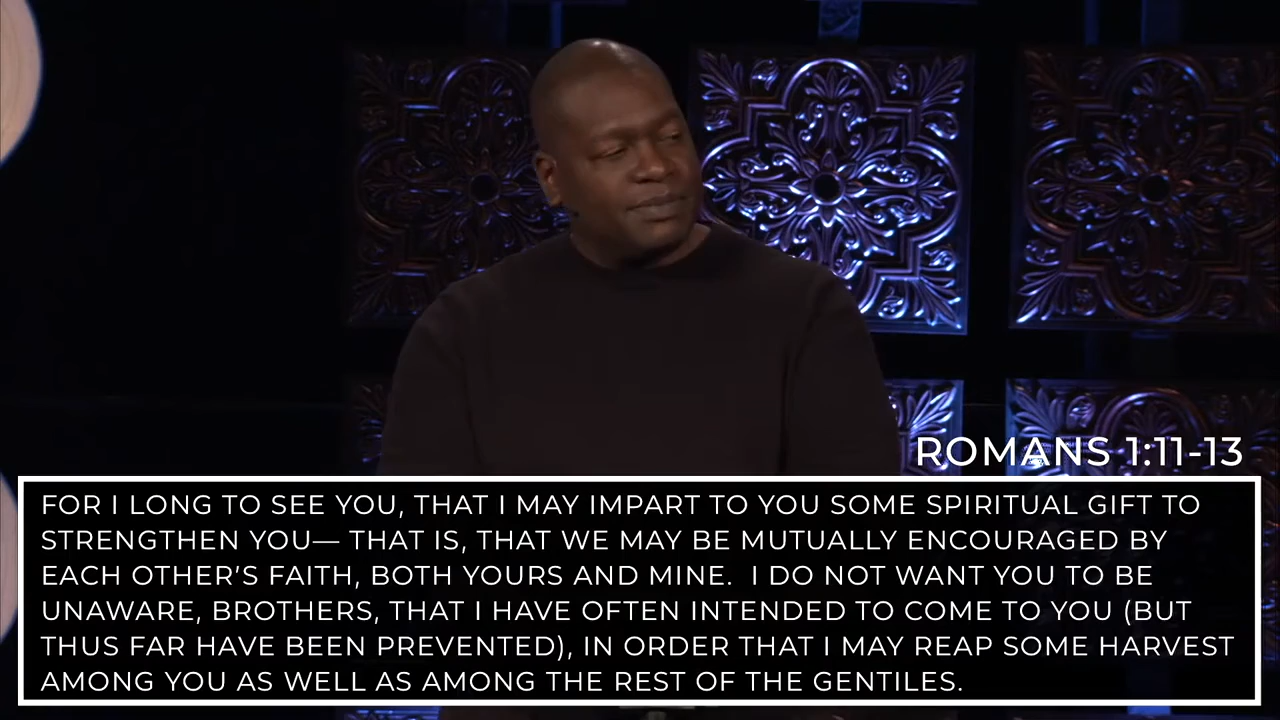 ROMANS 1:11-13
FOR I LONG TO SEE YOU, THAT I MAY IMPART TO YOU SOME SPIRITUAL GIFT TO
STRENGTHEN YOU— THAT IS, THAT WE MAY BE MUTUALLY ENCOURAGED BY
EACH OTHER’S FAITH, BOTH YOURS AND MINE.  I DO NOT WANT YOU TO BE
UNAWARE, BROTHERS, THAT I HAVE OFTEN INTENDED TO COME TO YOU (BUT
THUS FAR HAVE BEEN PREVENTED), IN ORDER THAT I MAY REAP SOME HARVEST
AMONG YOU AS WELL AS AMONG THE REST OF THE GENTILES.